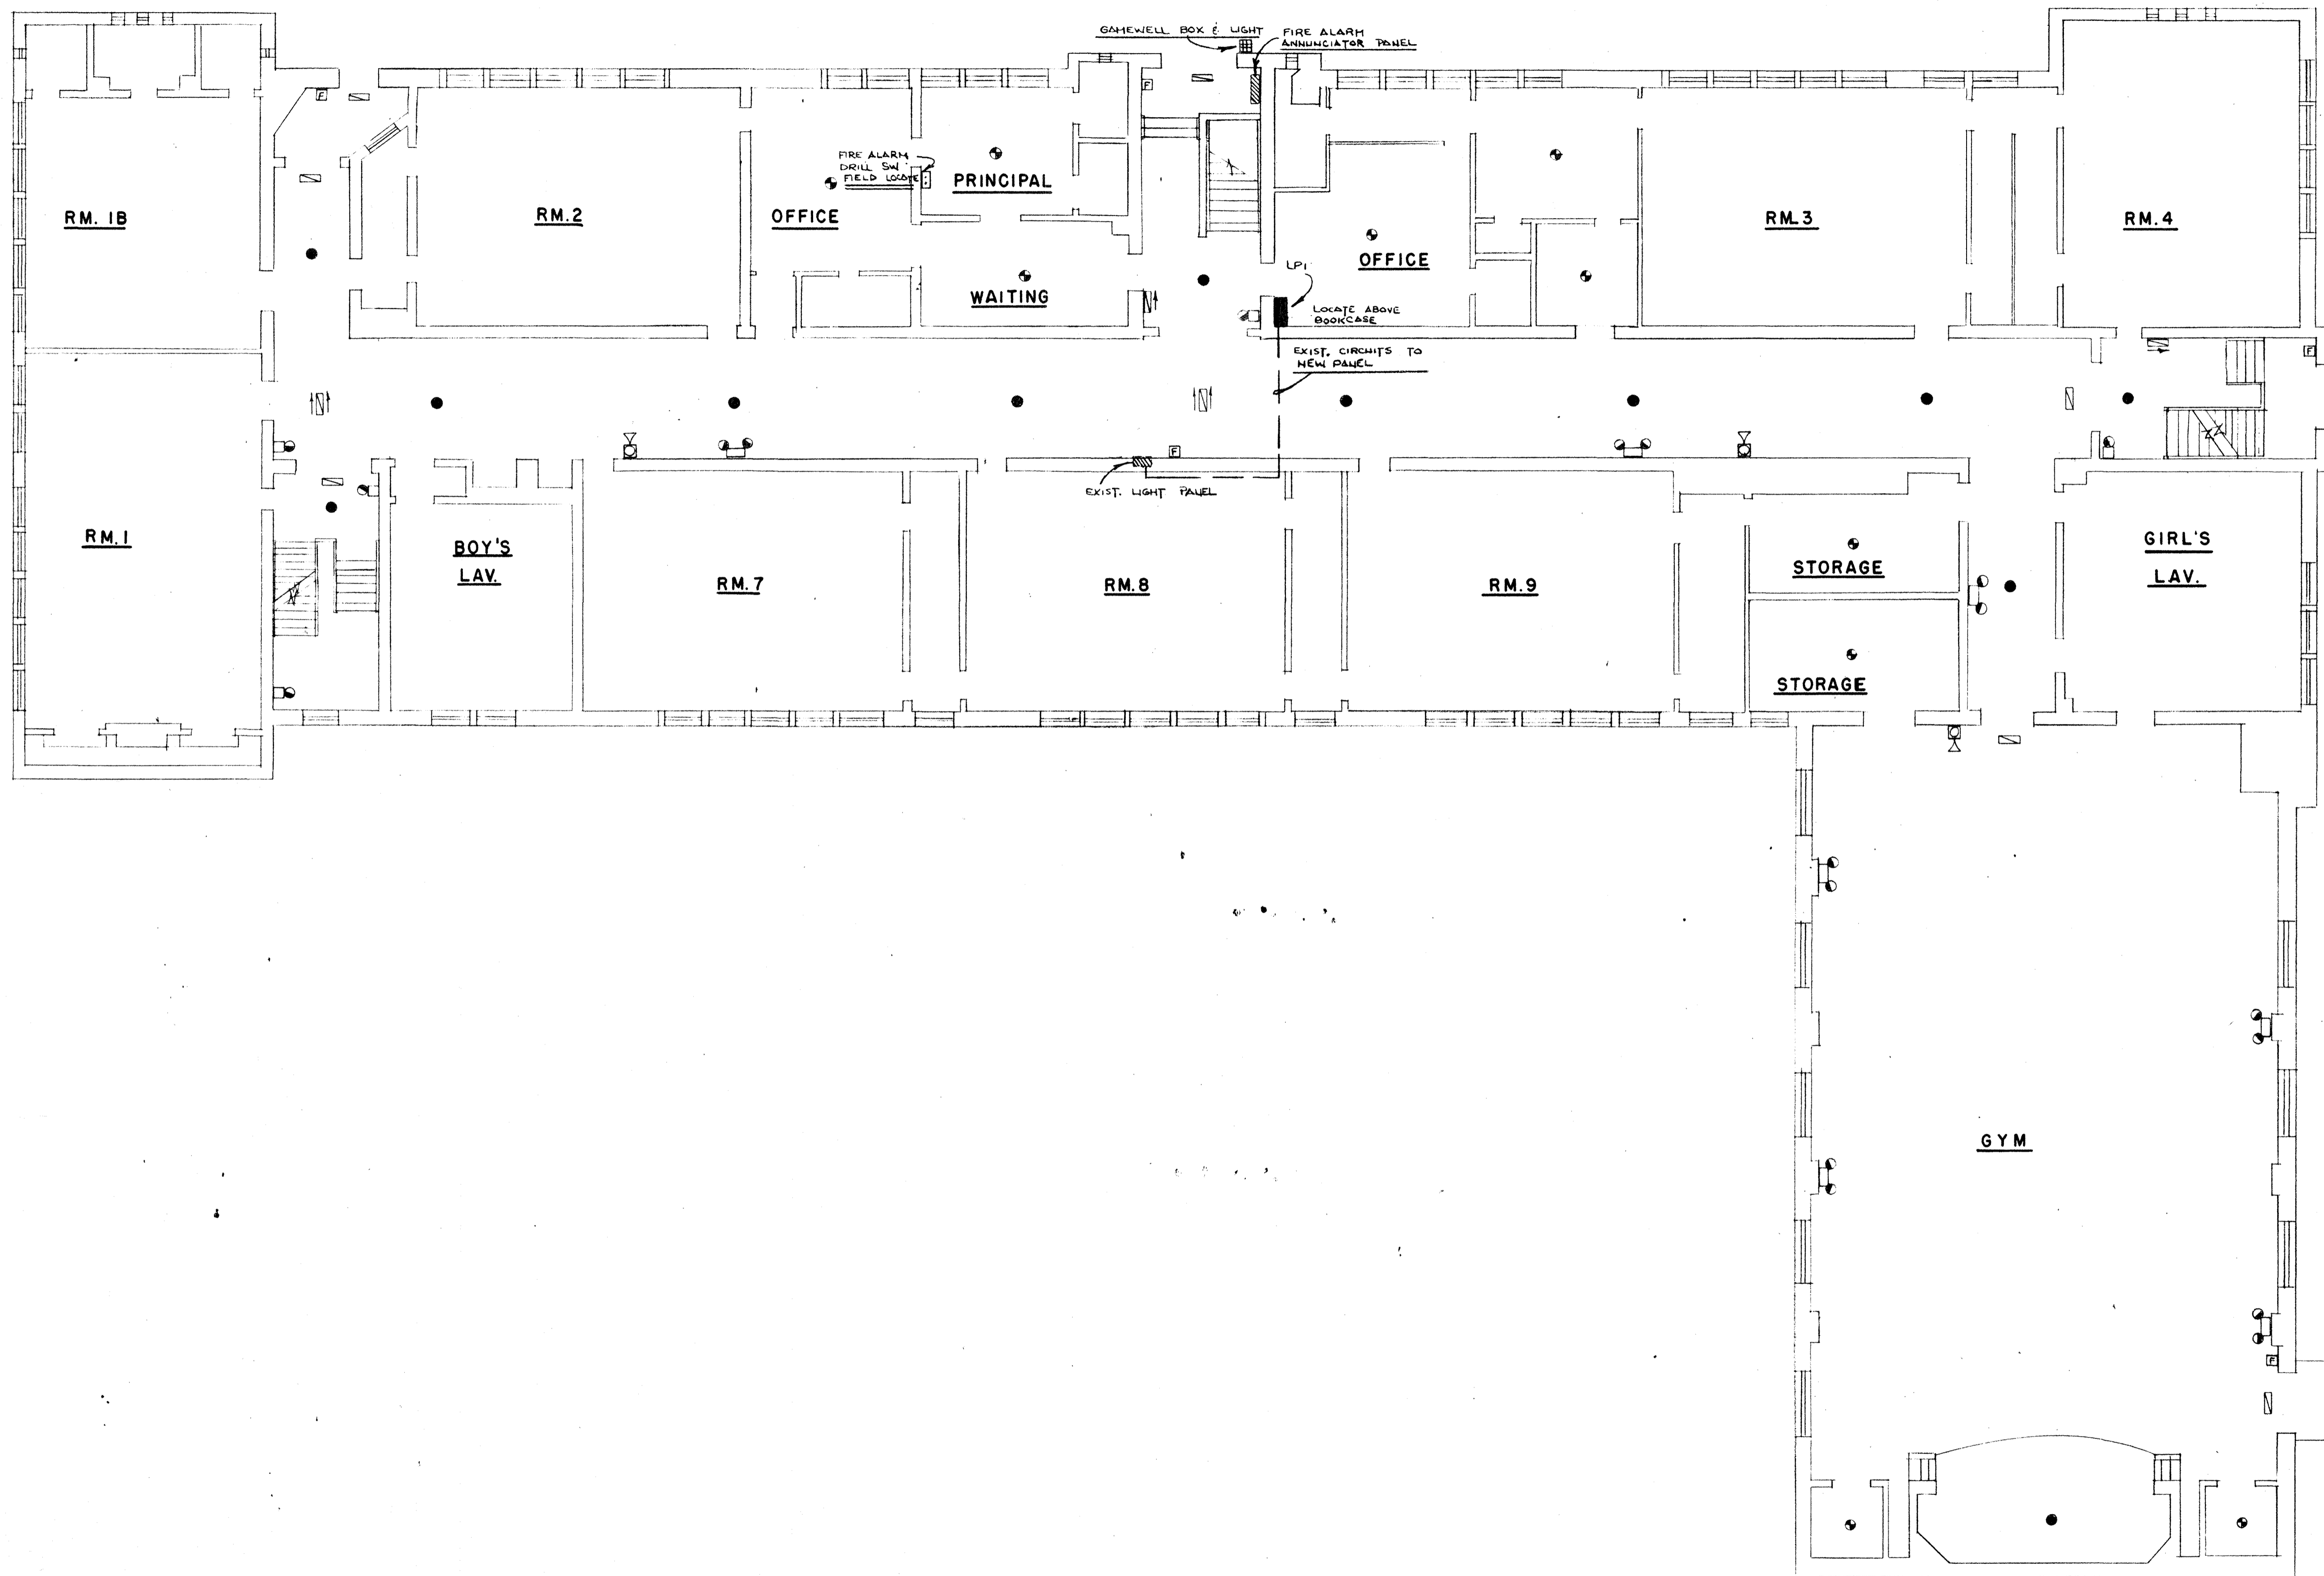 GAMEWELL BOX & LIGHT
FIRE ALARM
ANNUNCIATOR PANEL
F
F
FIRE ALARM
DRILL SW.
FIELD LOCATE
PRINCIPAL
RM. 1B
RM. 2
OFFICE
RM. 3
RM. 4
OFFICE
LP1
WAITING
LOCATE ABOVE
BOOKCASE
EXIST. CIRCUITS TO
NEW PANEL
F
F
EXIST. LIGHT PANEL
RM. 1
BOY'S
LAV.
GIRL'S
LAV.
STORAGE
RM. 7
RM. 8
RM. 9
STORAGE
GYM
F